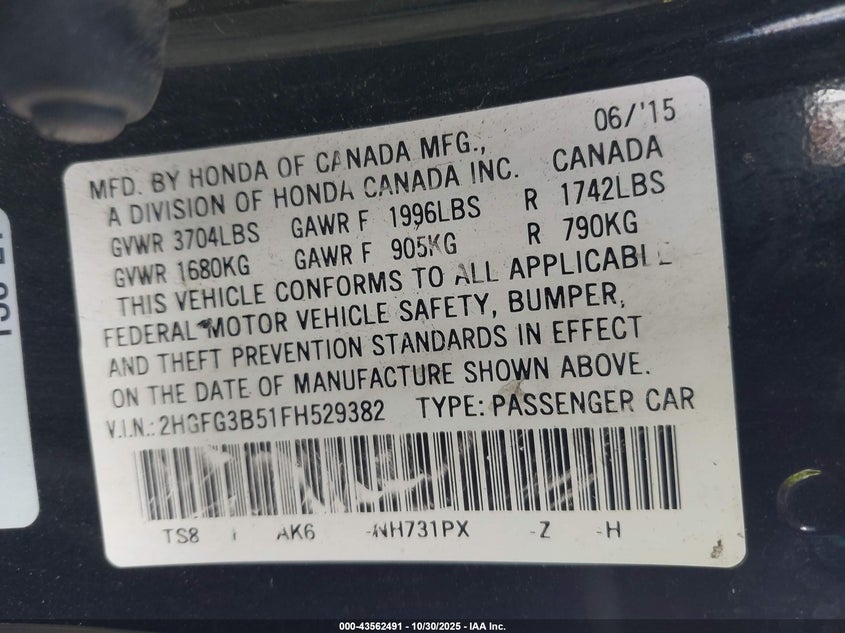 06/'15
MFD. BY HONDA OF CANADA MFG.,
A DIVISION OF HONDA CANADA INC. CANADA
GVWR 3704LBS GAWR F 1996LBS R 1742LBS
GVWR 1680KG GAWR F 905KG R 790KG
THIS VEHICLE CONFORMS TO ALL APPLICABLE
FEDERAL MOTOR VEHICLE SAFETY, BUMPER,
AND THEFT PREVENTION STANDARDS IN EFFECT
ON THE DATE OF MANUFACTURE SHOWN ABOVE.
V.I.N.: 2HGFG3B51FH529382 TYPE: PASSENGER CAR
TS8 AK6 -NH731PX -Z -H
000-43562491 - 10/30/2025 - IAA Inc.